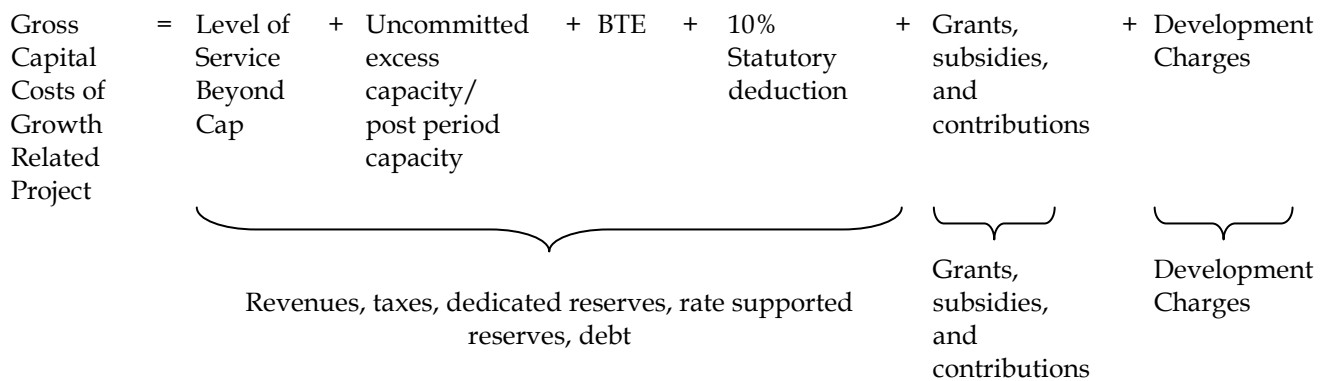 Gross Capital Costs of Growth Related Project
=
Level of Service Beyond Cap
+
Uncommitted excess capacity/ post period capacity
+
BTE
+
10% Statutory deduction
+
Grants, subsidies, and contributions
+
Development Charges
Revenues, taxes, dedicated reserves, rate supported
reserves, debt
Grants,
subsidies,
and
contributions
Development
Charges